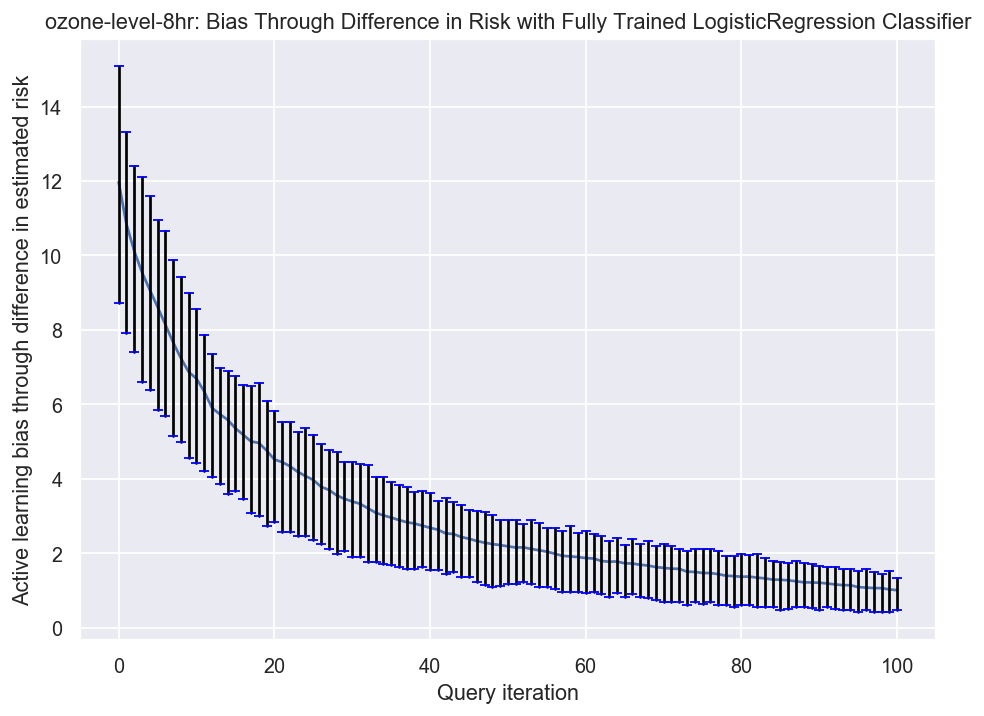 ozone-level-8hr: Bias Through Difference in Risk with Fully Trained LogisticRegression Classifier
Active learning bias through difference in estimated risk
14
12
10
8
6
4
2
0
0 20 40 60 80 100
Query iteration